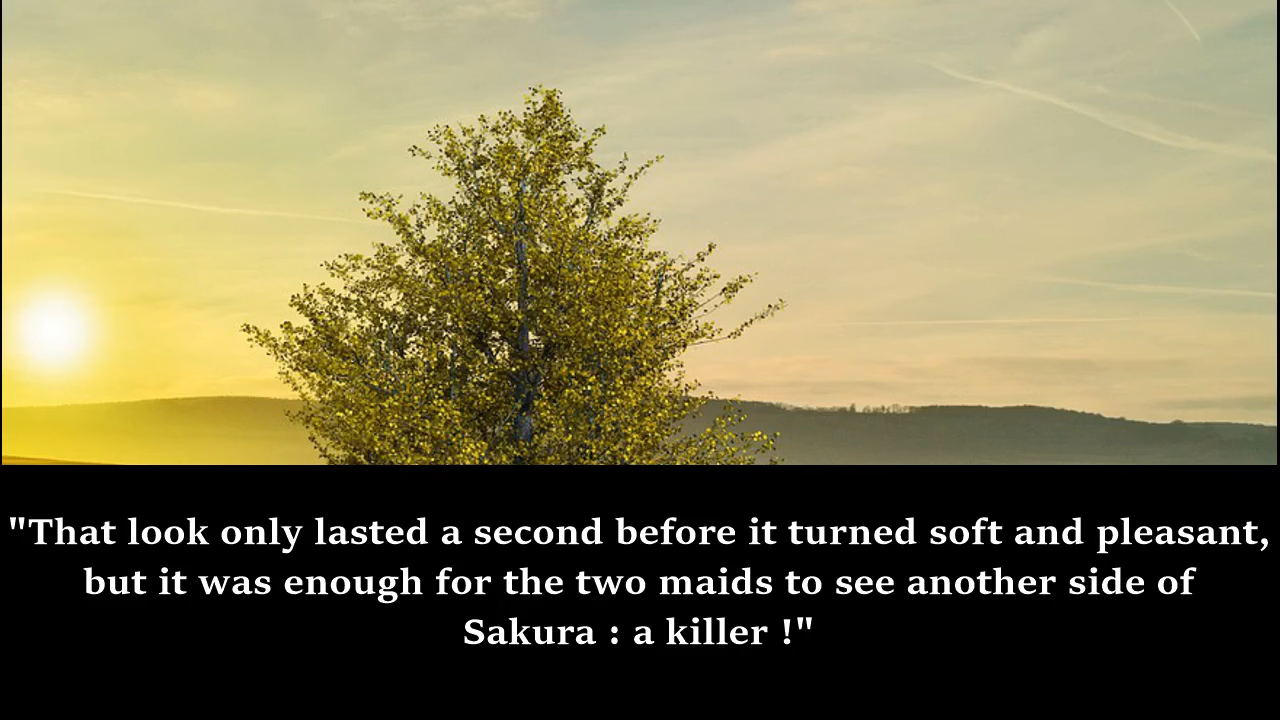 "That look only lasted a second before it turned soft and pleasant,
but it was enough for the two maids to see another side of
Sakura : a killer !"